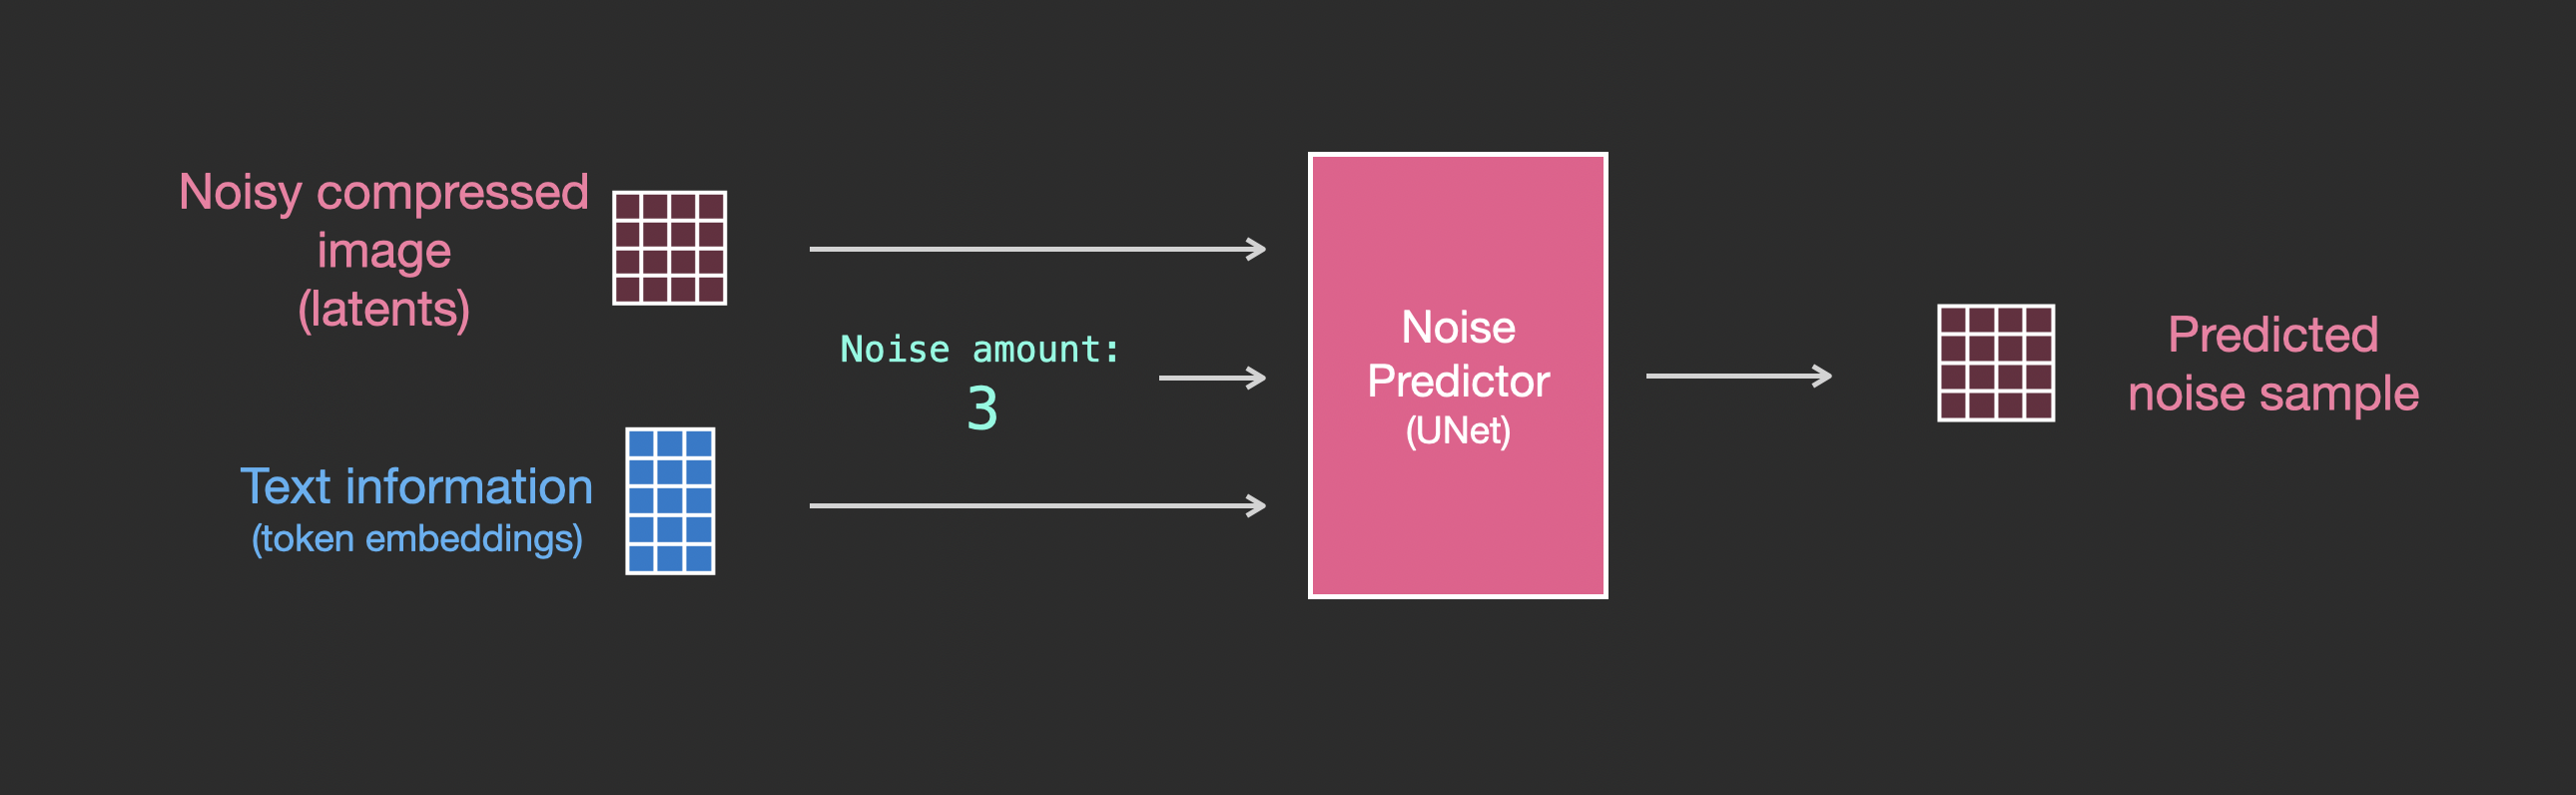 Noisy compressed
image
(latents)
Noise amount:
3
Text information
(token embeddings)
Noise
Predictor
(UNet)
Predicted
noise sample